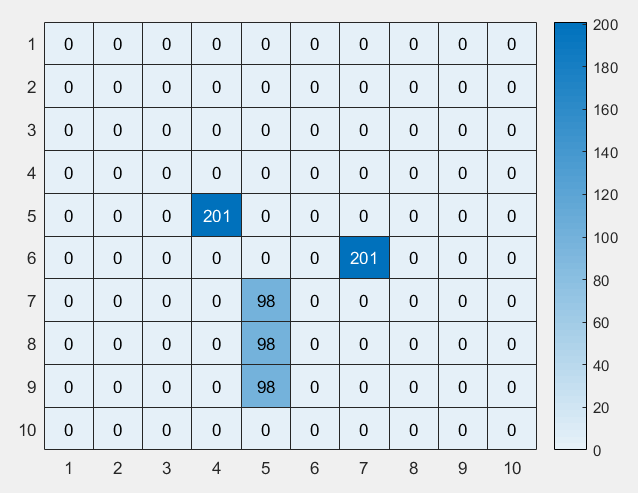 1 0 0 0 0 0 0 0 0 0 0 200
2 0 0 0 0 0 0 0 0 0 0 180
3 0 0 0 0 0 0 0 0 0 0 160
4 0 0 0 0 0 0 0 0 0 0 140
5 0 0 0 201 0 0 0 0 0 0 120
6 0 0 0 0 0 0 201 0 0 0 100
7 0 0 0 0 98 0 0 0 0 0 80
60
8 0 0 0 0 98 0 0 0 0 0 40
9 0 0 0 0 98 0 0 0 0 0 20
10 0 0 0 0 0 0 0 0 0 0 0
1 2 3 4 5 6 7 8 9 10